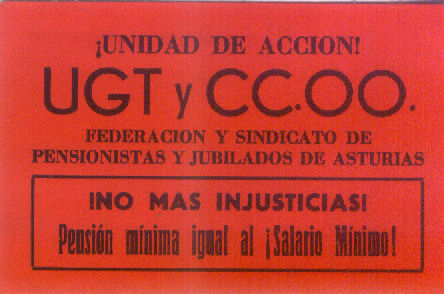 ¡UNIDAD DE ACCION!
UGT y CC.OO.
FEDERACION Y SINDICATO DE
PENSIONISTAS Y JUBILADOS DE ASTURIAS
¡NO MAS INJUSTICIAS!
Pensión mínima igual al ¡Salario Mínimo!